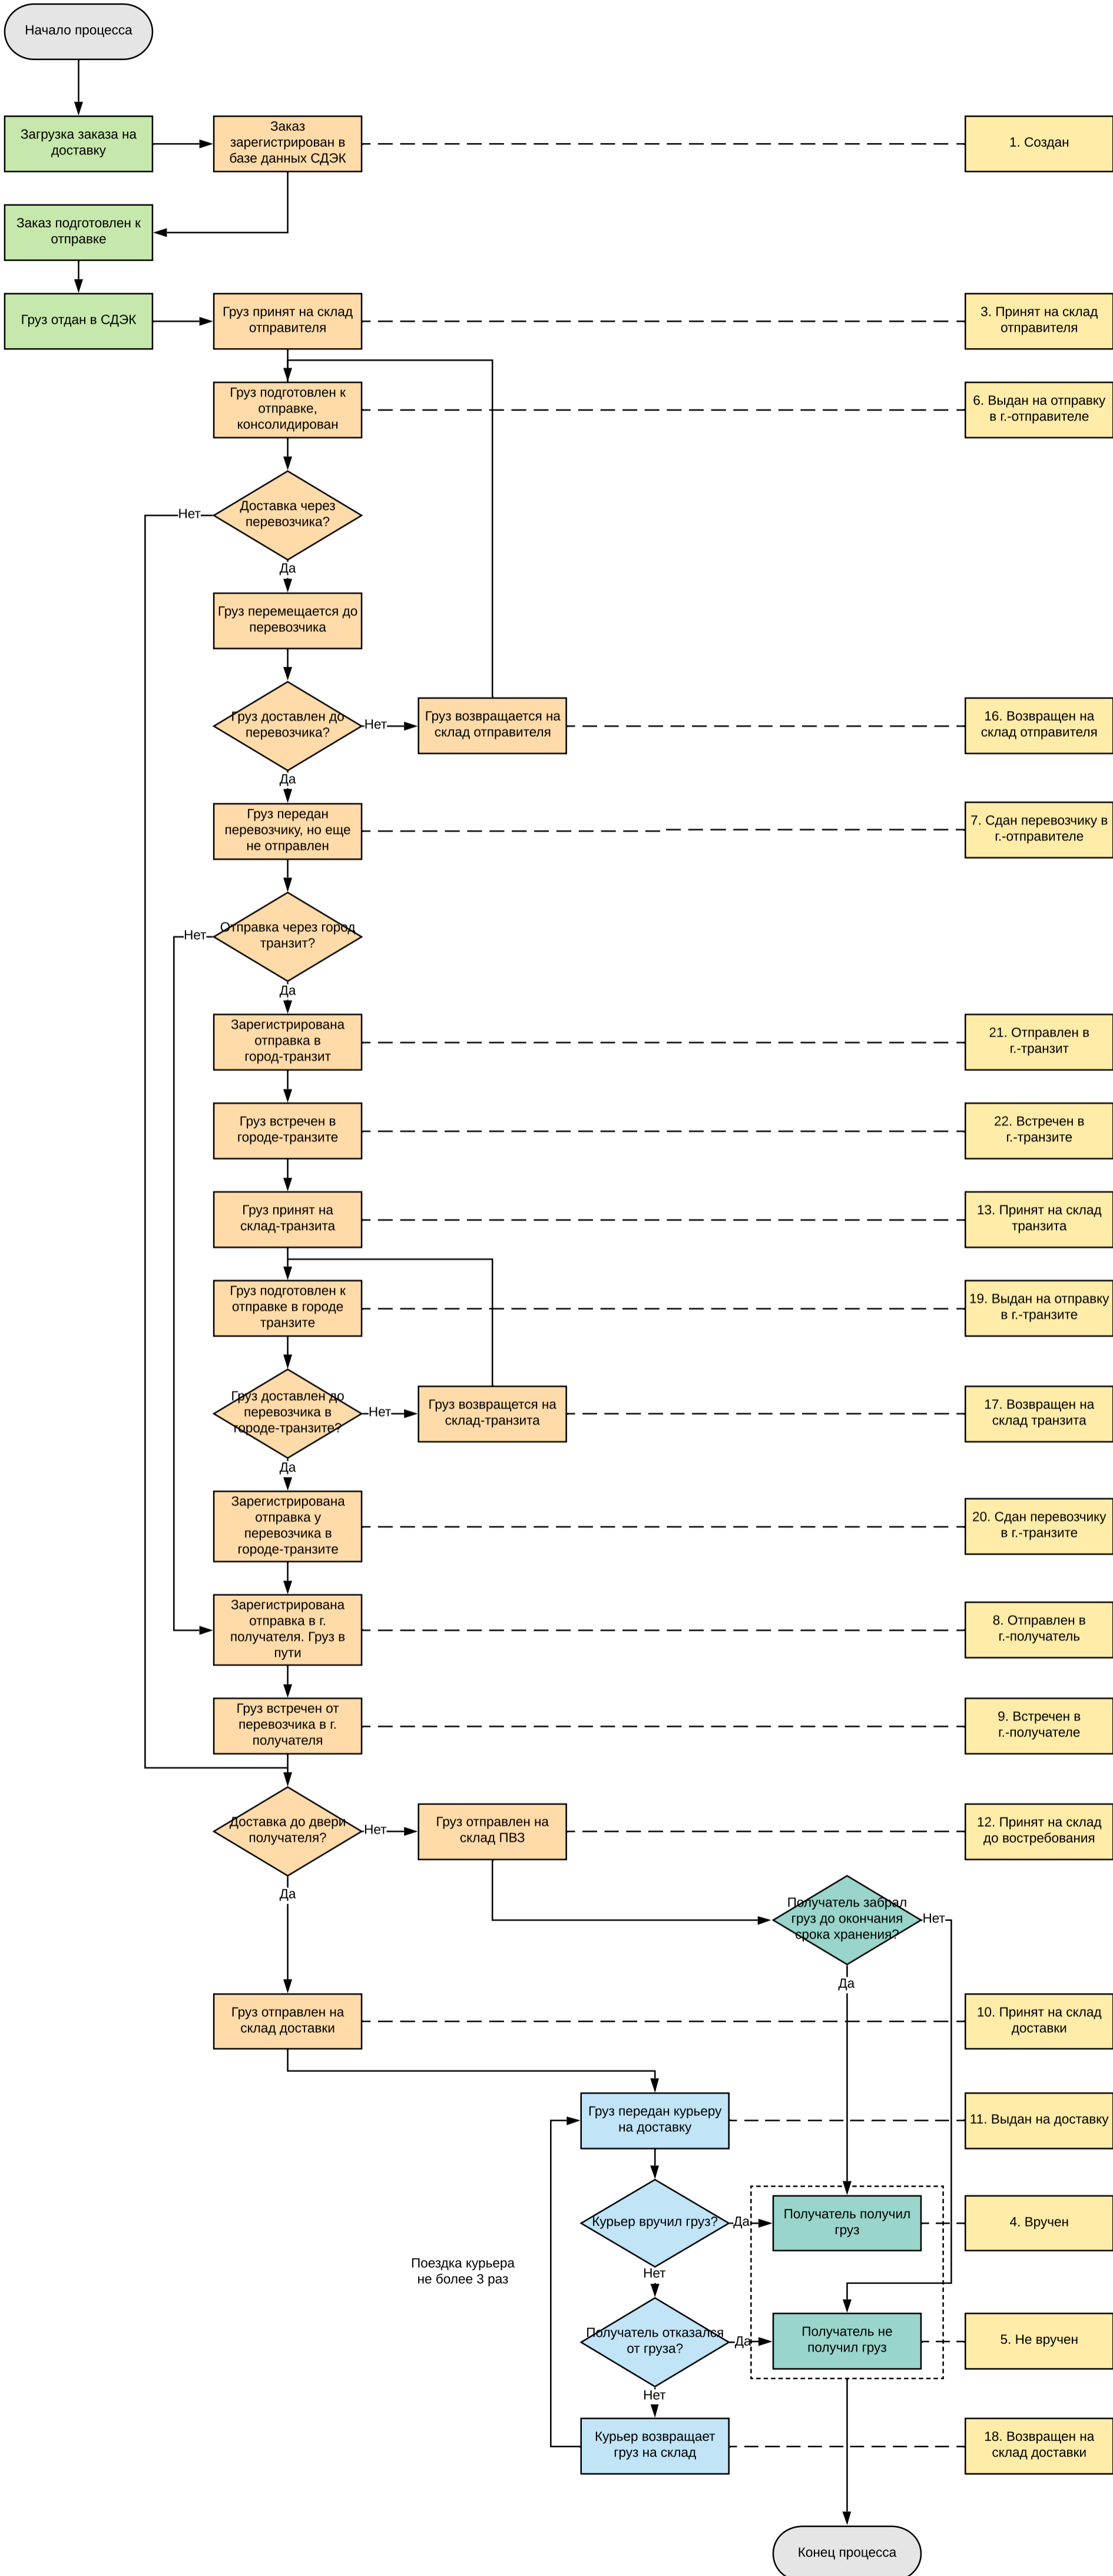 Начало процесса
Загрузка заказа на
доставку
Заказ
зарегистрирован в
базе данных СДЭК
1. Создан
Заказ подготовлен к
отправке
Груз отдан в СДЭК
Груз принят на склад
отправителя
3. Принят на склад
отправителя
Груз подготовлен к
отправке,
консолидирован
6. Выдан на отправку
в г.-отправителе
Доставка через
перевозчика?
Нет
Да
Груз перемещается до
перевозчика
Груз доставлен до
перевозчика?
Нет
Груз возвращается на
склад отправителя
16. Возвращен на
склад отправителя
Да
Груз передан
перевозчику, но еще
не отправлен
7. Сдан перевозчику в
г.-отправителе
Отправка через город
транзит?
Нет
Да
Зарегистрирована
отправка в
город-транзит
21. Отправлен в
г.-транзит
Груз встречен в
городе-транзите
22. Встречен в
г.-транзите
Груз принят на
склад-транзита
13. Принят на склад
транзита
Груз подготовлен к
отправке в городе
транзите
19. Выдан на отправку
в г.-транзите
Груз доставлен до
перевозчика в
городе-транзите?
Нет
Груз возвращется на
склад-транзита
17. Возвращен на
склад транзита
Да
Зарегистрирована
отправка у
перевозчика в
городе-транзите
20. Сдан перевозчику
в г.-транзите
Зарегистрирована
отправка в г.
получателя. Груз в
пути
8. Отправлен в
г.-получатель
Груз встречен от
перевозчика в г.
получателя
9. Встречен в
г.-получателе
Доставка до двери
получателя?
Нет
Груз отправлен на
склад ПВЗ
12. Принят на склад
до востребования
Да
Получатель забрал
груз до окончания
срока хранения?
Нет
Да
Груз отправлен на
склад доставки
10. Принят на склад
доставки
Груз передан курьеру
на доставку
11. Выдан на доставку
Курьер вручил груз?
Да
Получатель получил
груз
4. Вручен
Нет
Поездка курьера
не более 3 раз
Получатель отказался
от груза?
Да
Получатель не
получил груз
5. Не вручен
Нет
Курьер возвращает
груз на склад
18. Возвращен на
склад доставки
Конец процесса